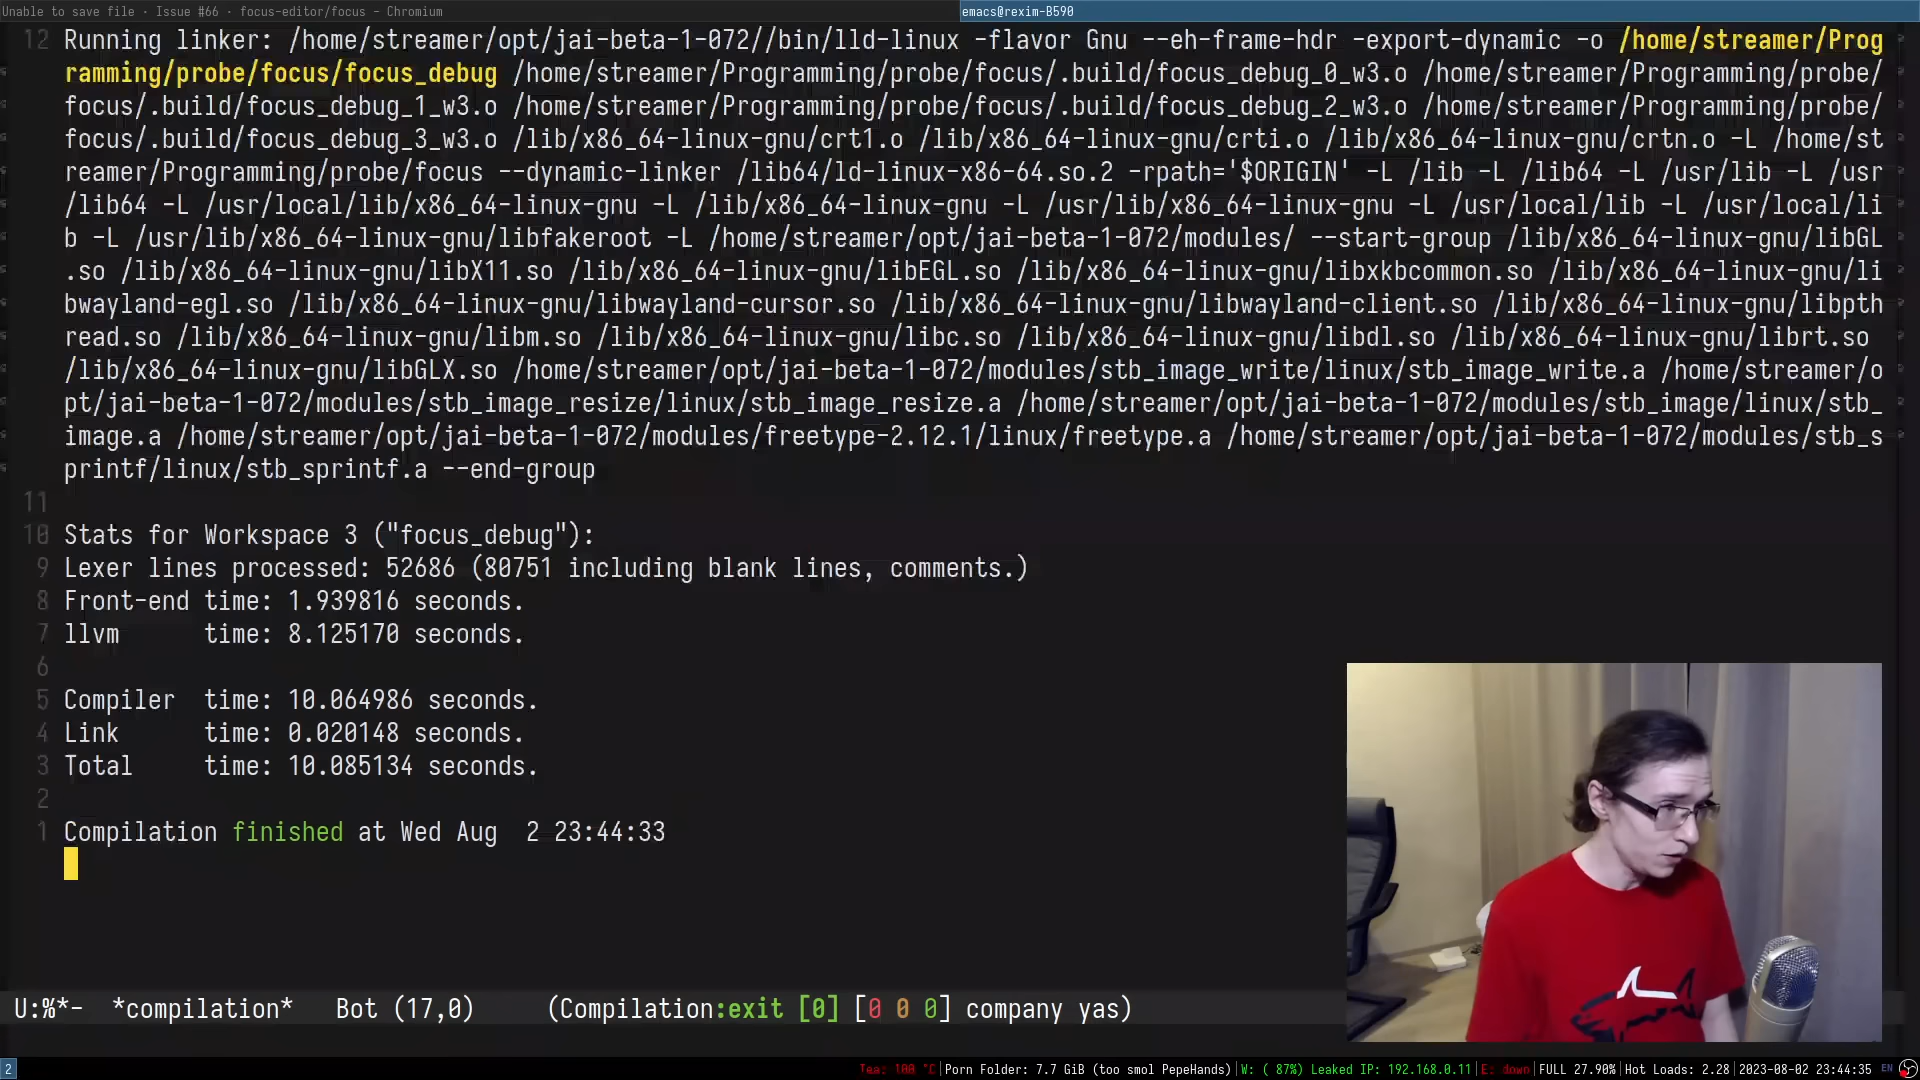 Unable to save file · Issue #66 · focus-editor/focus - Chromium
emacs@rexim-B590
12 Running linker: /home/streamer/opt/jai-beta-1-072//bin/lld-linux -flavor Gnu --eh-frame-hdr -export-dynamic -o /home/streamer/Prog
ramming/probe/focus/focus_debug /home/streamer/Programming/probe/focus/.build/focus_debug_0_w3.o /home/streamer/Programming/probe/
focus/.build/focus_debug_1_w3.o /home/streamer/Programming/probe/focus/.build/focus_debug_2_w3.o /home/streamer/Programming/probe/
focus/.build/focus_debug_3_w3.o /lib/x86_64-linux-gnu/crt1.o /lib/x86_64-linux-gnu/crti.o /lib/x86_64-linux-gnu/crtn.o -L /home/st
reamer/Programming/probe/focus --dynamic-linker /lib64/ld-linux-x86-64.so.2 -rpath='$ORIGIN' -L /lib -L /lib64 -L /usr/lib -L /usr
/lib64 -L /usr/local/lib/x86_64-linux-gnu -L /lib/x86_64-linux-gnu -L /usr/lib/x86_64-linux-gnu -L /usr/local/lib -L /usr/local/li
b -L /usr/lib/x86_64-linux-gnu/libfakeroot -L /home/streamer/opt/jai-beta-1-072/modules/ --start-group /lib/x86_64-linux-gnu/libGL
.so /lib/x86_64-linux-gnu/libX11.so /lib/x86_64-linux-gnu/libEGL.so /lib/x86_64-linux-gnu/libxkbcommon.so /lib/x86_64-linux-gnu/li
bwayland-egl.so /lib/x86_64-linux-gnu/libwayland-cursor.so /lib/x86_64-linux-gnu/libwayland-client.so /lib/x86_64-linux-gnu/libpth
read.so /lib/x86_64-linux-gnu/libm.so /lib/x86_64-linux-gnu/libc.so /lib/x86_64-linux-gnu/libdl.so /lib/x86_64-linux-gnu/librt.so
/lib/x86_64-linux-gnu/libGLX.so /home/streamer/opt/jai-beta-1-072/modules/stb_image_write/linux/stb_image_write.a /home/streamer/o
pt/jai-beta-1-072/modules/stb_image_resize/linux/stb_image_resize.a /home/streamer/opt/jai-beta-1-072/modules/stb_image/linux/stb_
image.a /home/streamer/opt/jai-beta-1-072/modules/freetype-2.12.1/linux/freetype.a /home/streamer/opt/jai-beta-1-072/modules/stb_s
printf/linux/stb_sprintf.a --end-group
11
10 Stats for Workspace 3 ("focus_debug"):
9 Lexer lines processed: 52686 (80751 including blank lines, comments.)
8 Front-end time: 1.939816 seconds.
7 llvm time: 8.125170 seconds.
6
5 Compiler time: 10.064986 seconds.
4 Link time: 0.020148 seconds.
3 Total time: 10.085134 seconds.
2
1 Compilation finished at Wed Aug 2 23:44:33
U:%*- *compilation* Bot (17,0) (Compilation:exit [0] [0 0 0] company yas)
2 Tea: 100 °C|Porn Folder: 7.7 GiB (too smol PepeHands)|W: ( 87%) Leaked IP: 192.168.0.11|E: down|FULL 27.90%|Hot Loads: 2.28|2023-08-02 23:44:35 EN